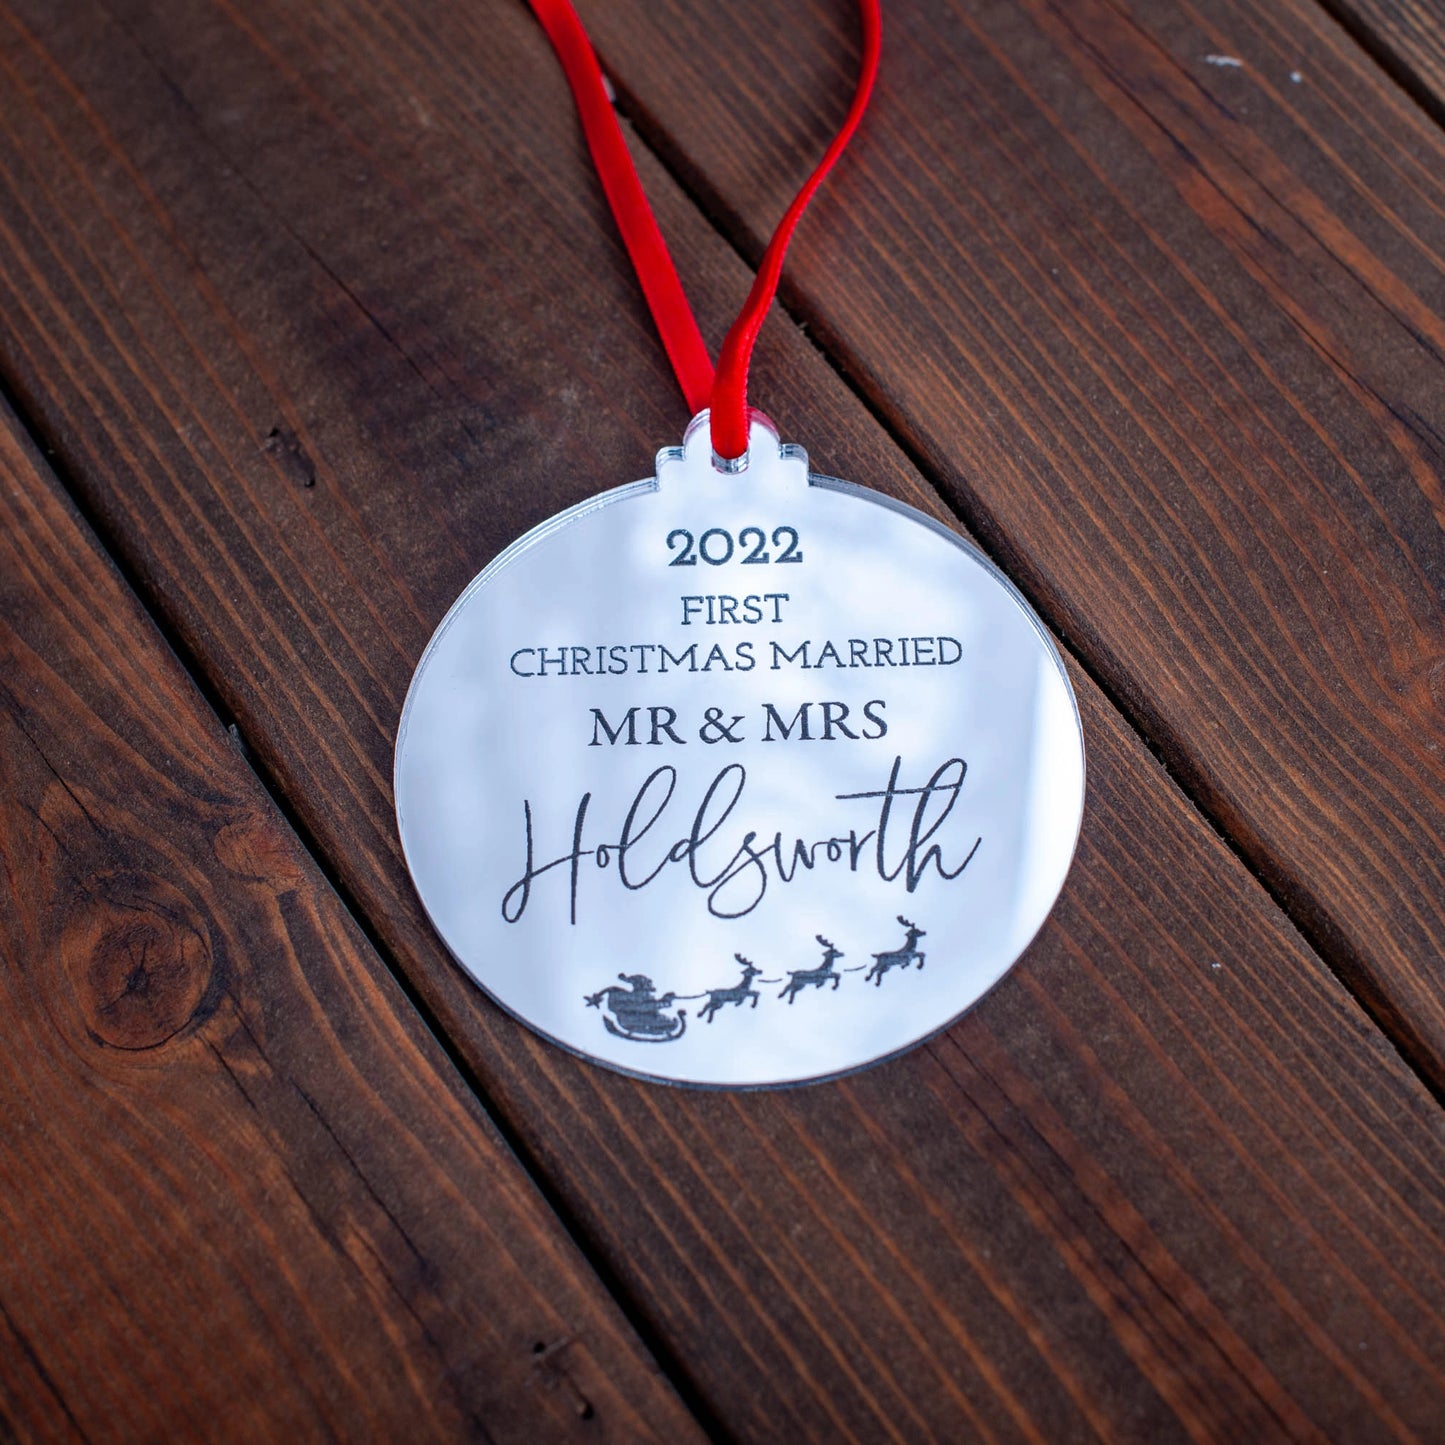 2022
FIRST
CHRISTMAS MARRIED
MR & MRS
Holdsworth